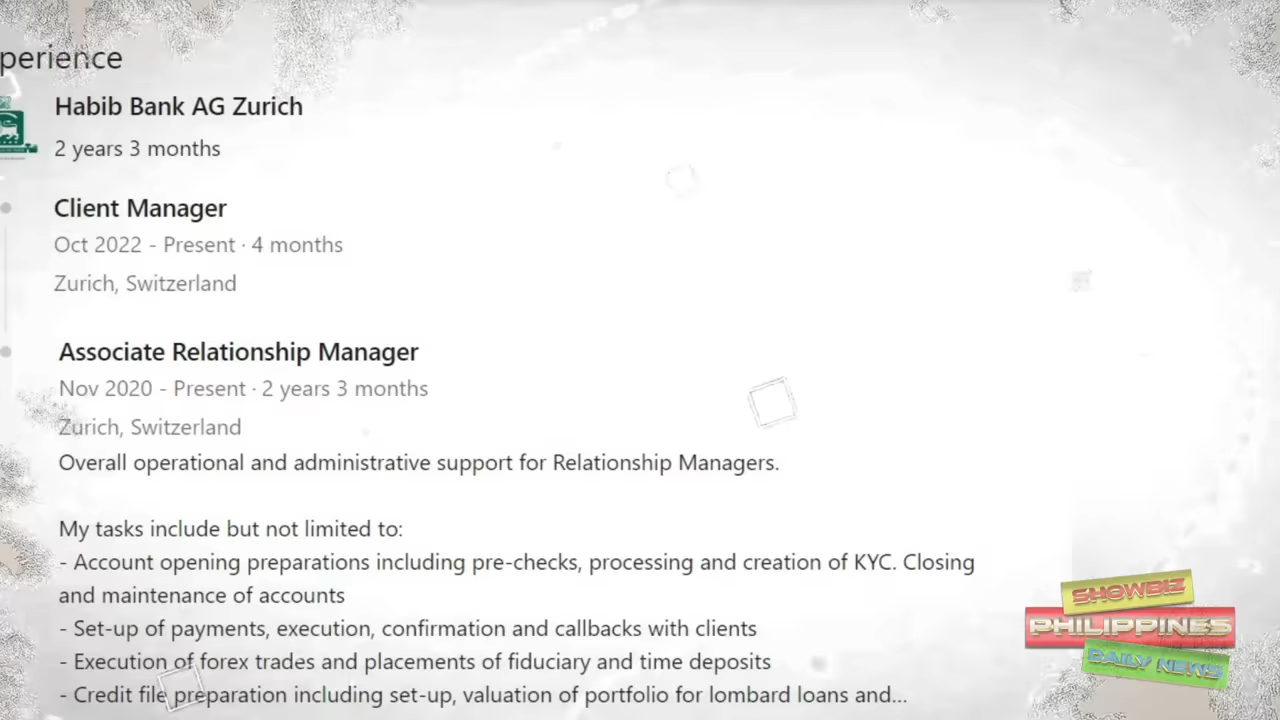 perience
Habib Bank AG Zurich
2 years 3 months
Client Manager
Oct 2022 - Present · 4 months
Zurich, Switzerland
Associate Relationship Manager
Nov 2020 - Present · 2 years 3 months
Zurich, Switzerland
Overall operational and administrative support for Relationship Managers.
My tasks include but not limited to:
- Account opening preparations including pre-checks, processing and creation of KYC. Closing
and maintenance of accounts
- Set-up of payments, execution, confirmation and callbacks with clients
- Execution of forex trades and placements of fiduciary and time deposits
- Credit file preparation including set-up, valuation of portfolio for lombard loans and...
SHOWBIZ
PHILIPPINES
DAILY NEWS